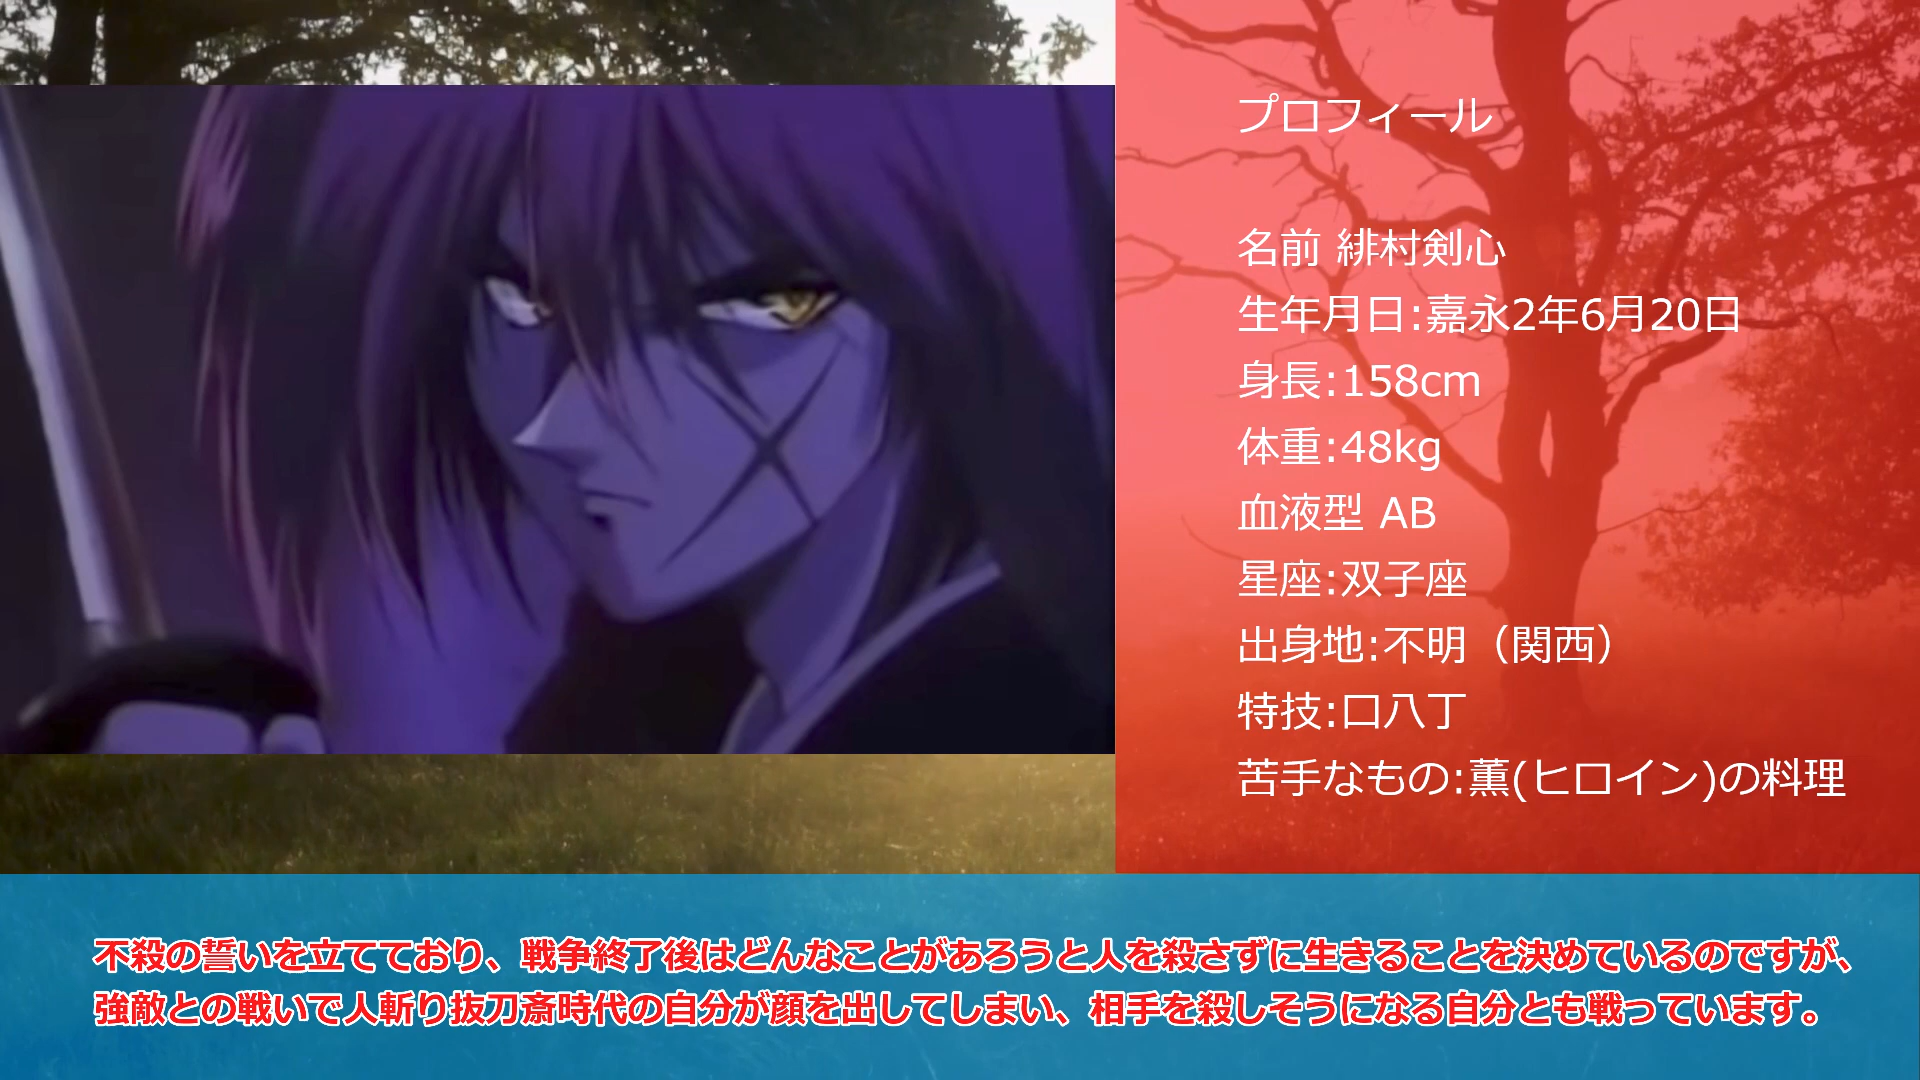 プロフィール
名前 緋村剣心
生年月日:嘉永2年6月20日
身長:158cm
体重:48kg
血液型 AB
星座:双子座
出身地:不明（関西）
特技:口八丁
苦手なもの:薫(ヒロイン)の料理
不殺の誓いを立てており、戦争終了後はどんなことがあろうと人を殺さずに生きることを決めているのですが、
強敵との戦いで人斬り抜刀斎時代の自分が顔を出してしまい、相手を殺しそうになる自分とも戦っています。